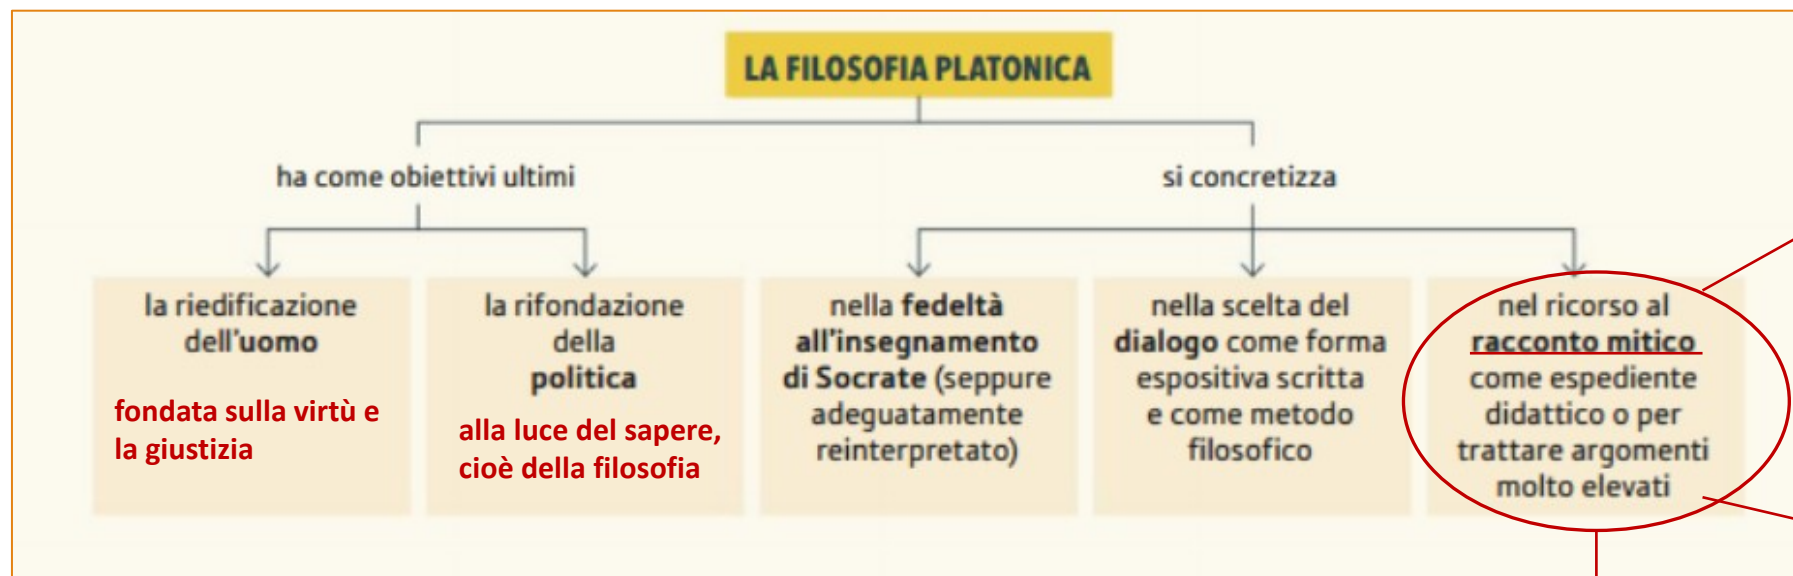 LA FILOSOFIA PLATONICA
ha come obiettivi ultimi
si concretizza
la riedificazione
dell'uomo
fondata sulla virtù e
la giustizia
la rifondazione
della
politica
alla luce del sapere,
cioè della filosofia
nella fedeltà
all'insegnamento
di Socrate (seppure
adeguatamente
reinterpretato)
nella scelta del
dialogo come forma
espositiva scritta
e come metodo
filosofico
nel ricorso al
racconto mitico
come espediente
didattico o per
trattare argomenti
molto elevati